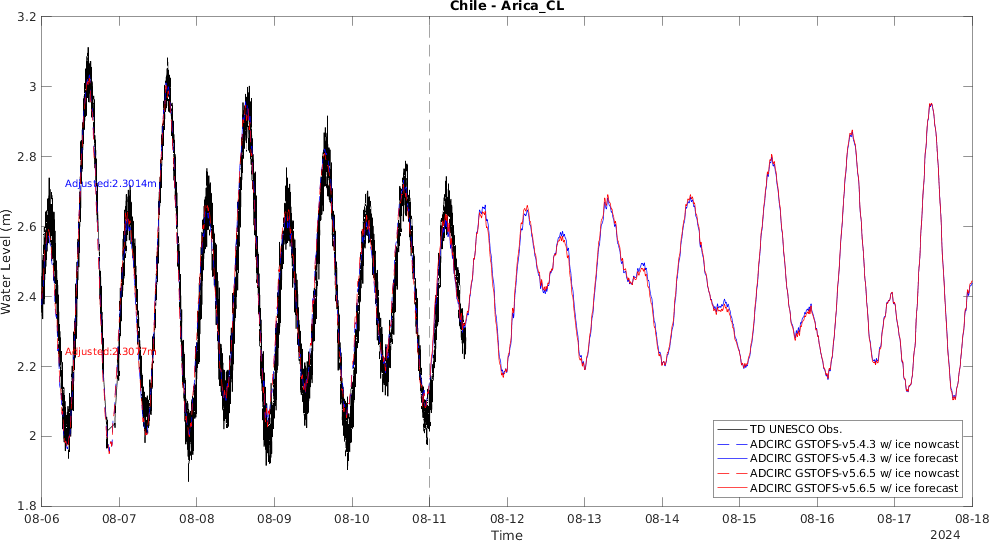 Chile - Arica_CL
3.2
3
2.8
2.6
2.4
2.2
2
1.8
Water Level (m)
Adjusted:2.3014m
Adjusted:2.3077m
TD UNESCO Obs.
ADCIRC GSTOFS-v5.4.3 w/ ice nowcast
ADCIRC GSTOFS-v5.4.3 w/ ice forecast
ADCIRC GSTOFS-v5.6.5 w/ ice nowcast
ADCIRC GSTOFS-v5.6.5 w/ ice forecast
08-06 08-07 08-08 08-09 08-10 08-11 08-12 08-13 08-14 08-15 08-16 08-17 08-18
Time
2024